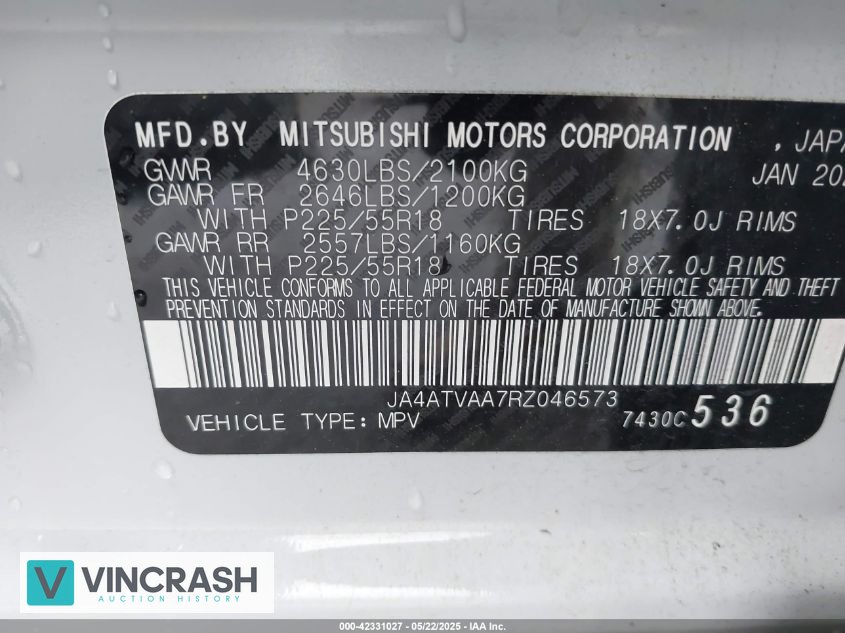 MFD.BY MITSUBISHI MOTORS CORPORATION , JAPA
GVWR 4630LBS/2100KG JAN 202
GAWR FR 2646LBS/1200KG
WITH P225/55R18 TIRES 18X7.0J RIMS
GAWR RR 2557LBS/1160KG
WITH P225/55R18 TIRES 18X7.0J RIMS
THIS VEHICLE CONFORMS TO ALL APPLICABLE FEDERAL MOTOR VEHICLE SAFETY AND THEFT
PREVENTION STANDARDS IN EFFECT ON THE DATE OF MANUFACTURE SHOWN ABOVE.
JA4ATVAA7RZ046573
VEHICLE TYPE: MPV 7430C 536
V VINCRASH
AUCTION HISTORY
000-42331027 - 05/22/2025 - IAA Inc.